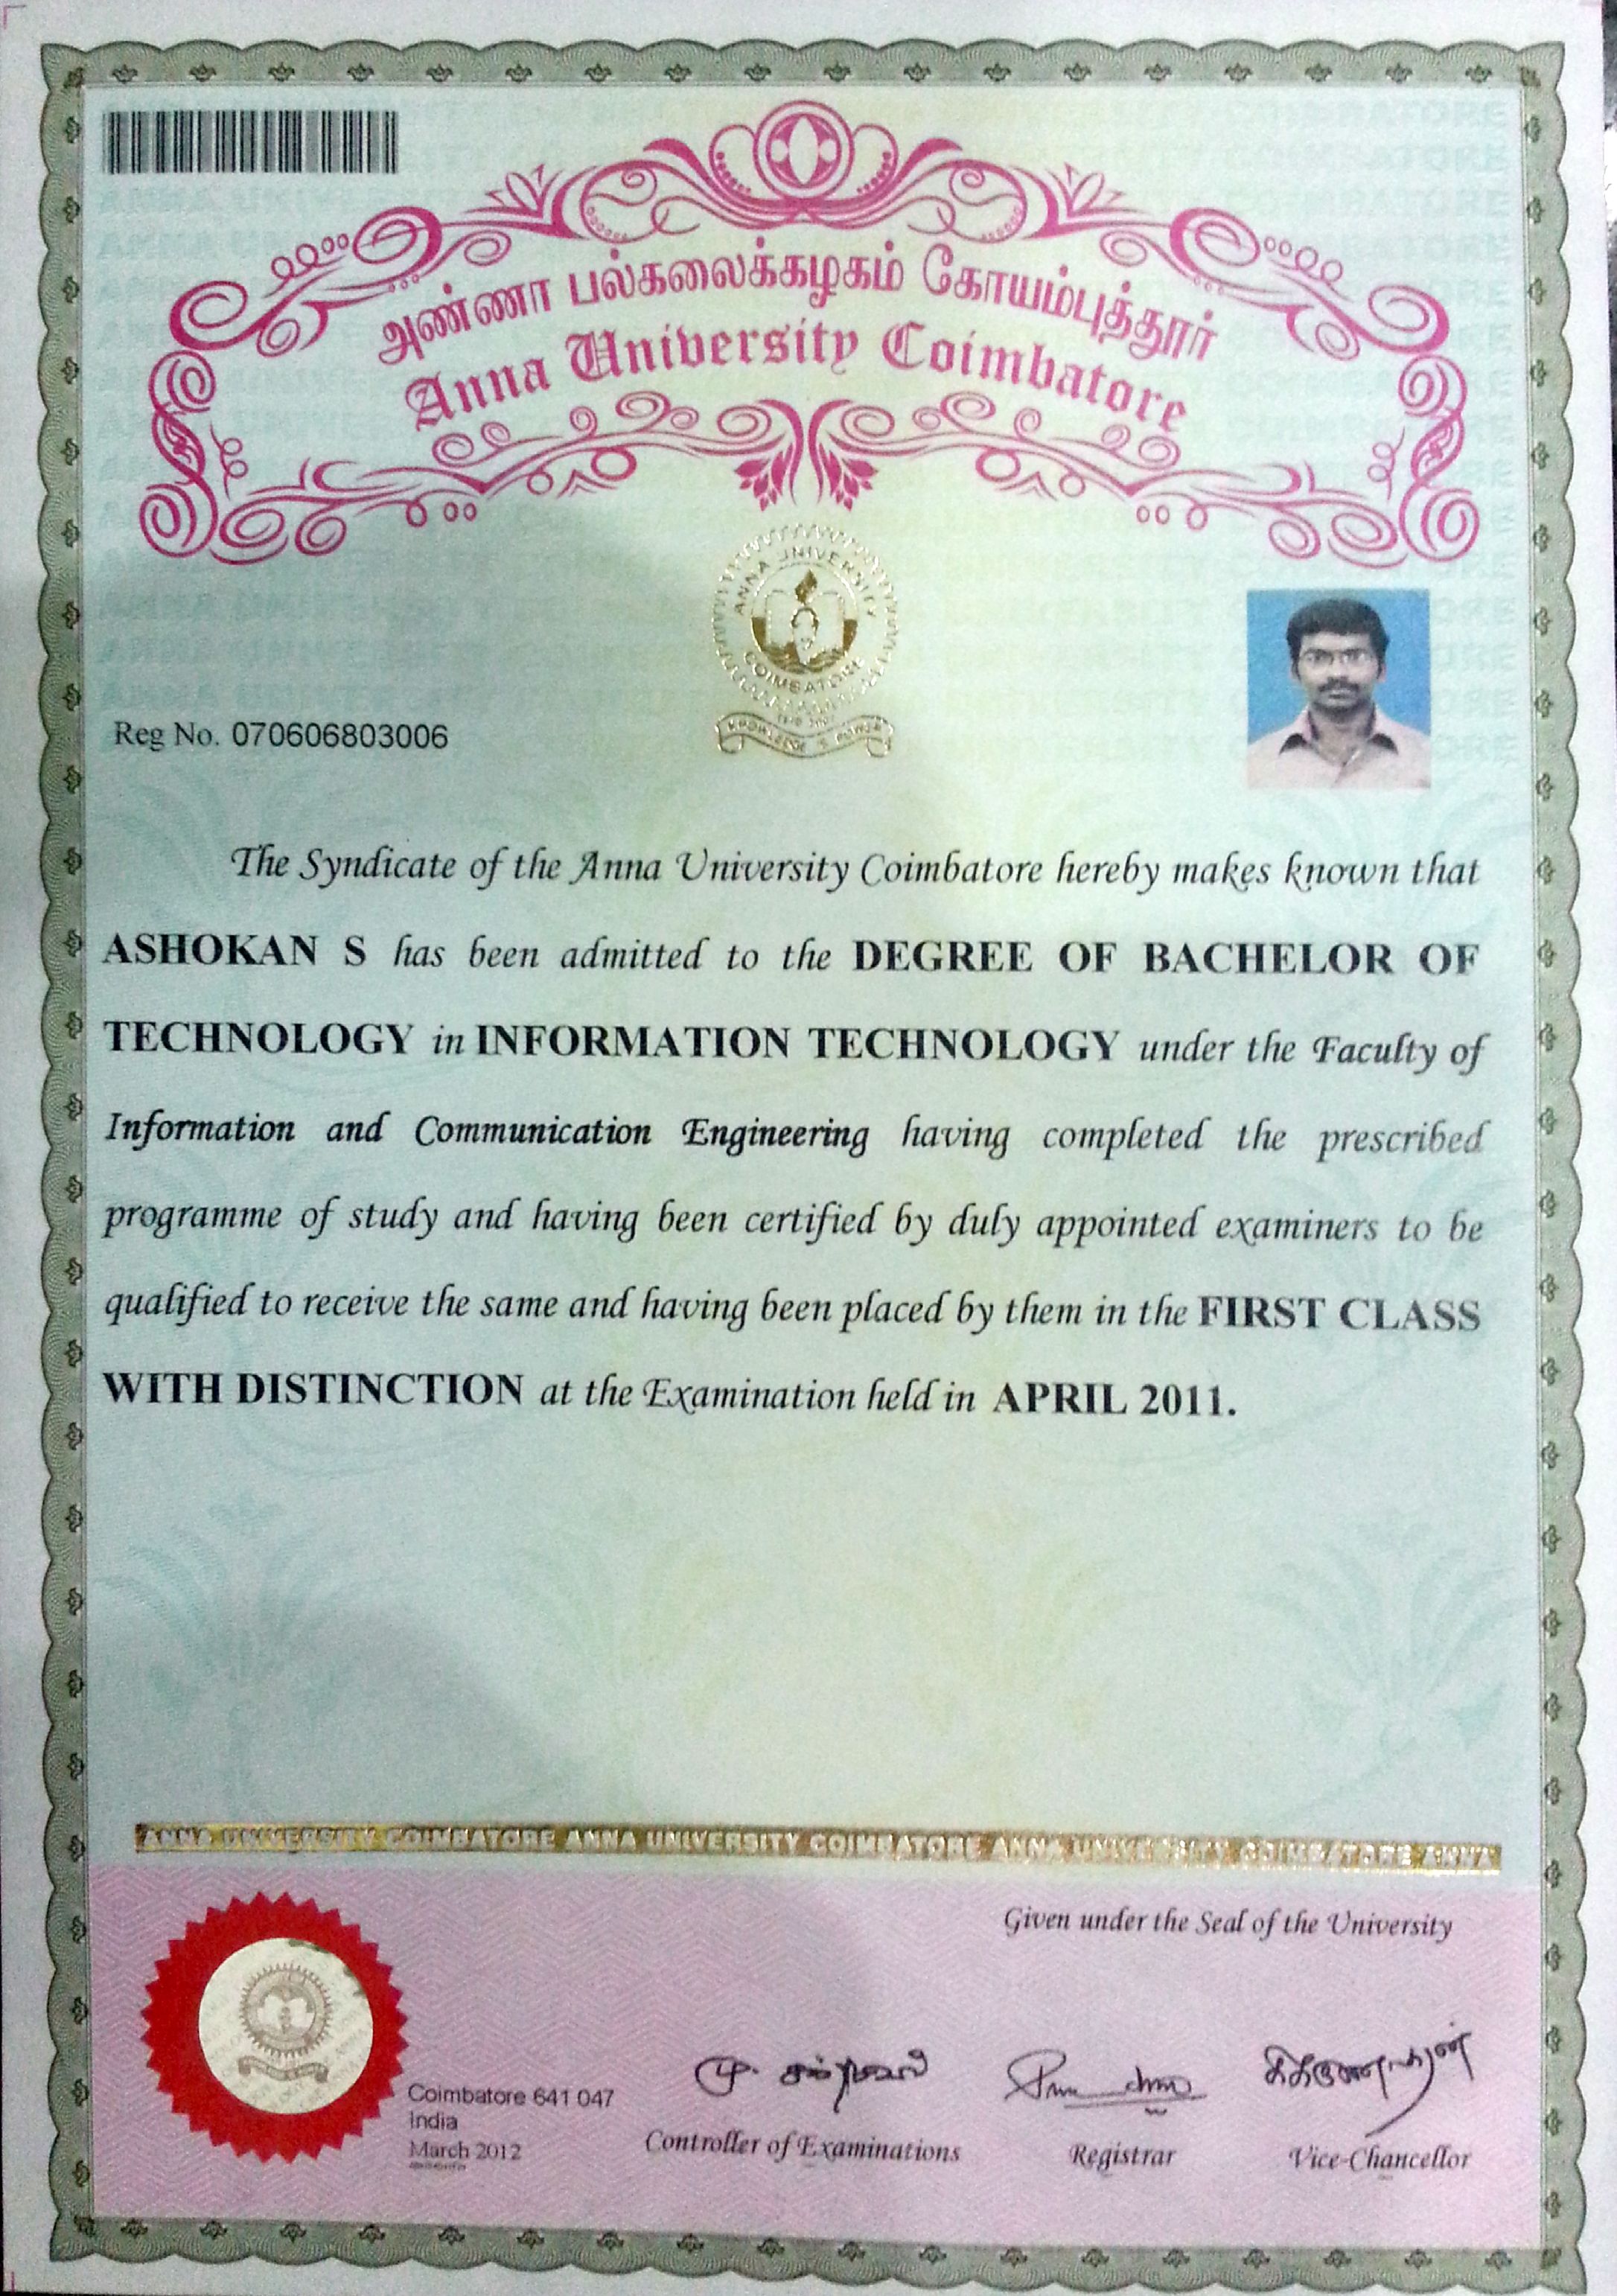 அண்ணா பல்கலைக்கழகம் கோயம்புத்தூர்
Anna University Coimbatore
ANNA UNIVERSITY
COIMBATORE
Reg No. 070606803006
The Syndicate of the Anna University Coimbatore hereby makes known that
ASHOKAN S has been admitted to the DEGREE OF BACHELOR OF
TECHNOLOGY in INFORMATION TECHNOLOGY under the Faculty of
Information and Communication Engineering having completed the prescribed
programme of study and having been certified by duly appointed examiners to be
qualified to receive the same and having been placed by them in the FIRST CLASS
WITH DISTINCTION at the Examination held in APRIL 2011.
ANNA UNIVERSITY COIMBATORE ANNA UNIVERSITY COIMBATORE ANNA UNIVERSITY COIMBATORE ANNA
Given under the Seal of the University
Coimbatore 641 047
India
March 2012
Controller of Examinations
Registrar
Vice-Chancellor